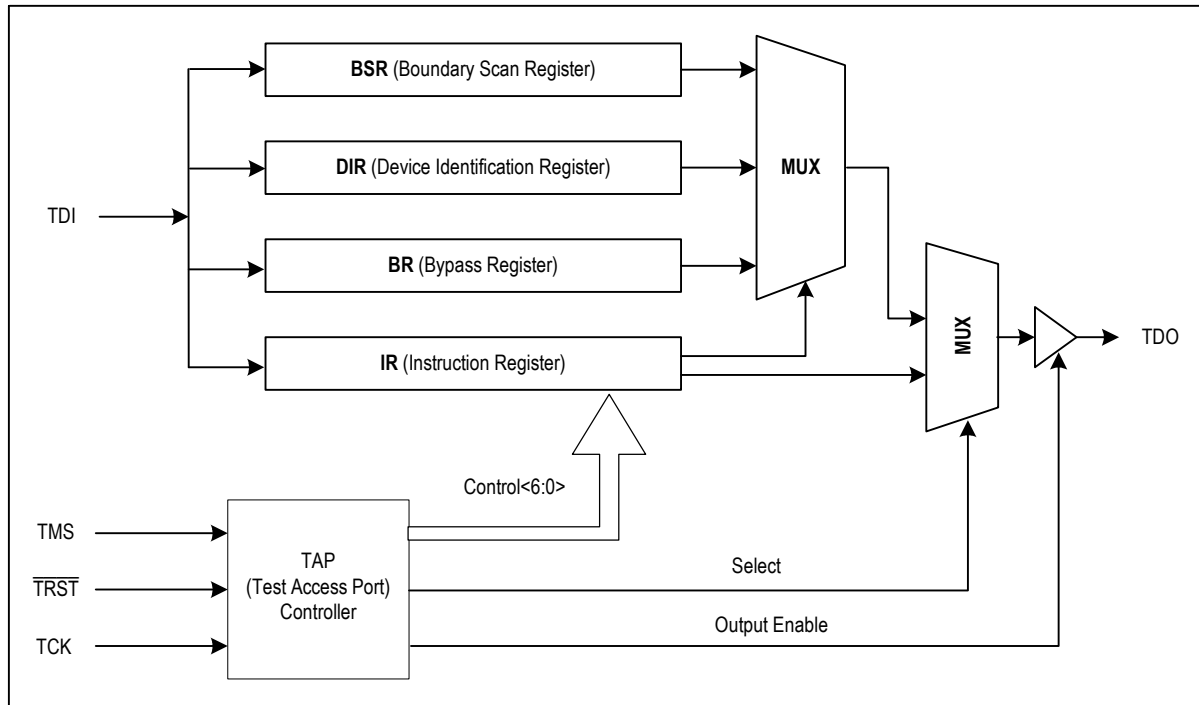 BSR (Boundary Scan Register)
DIR (Device Identification Register)
MUX
TDI
BR (Bypass Register)
MUX
TDO
IR (Instruction Register)
Control<6:0>
TMS
TAP
(Test Access Port)
Controller
TRST
Select
TCK
Output Enable